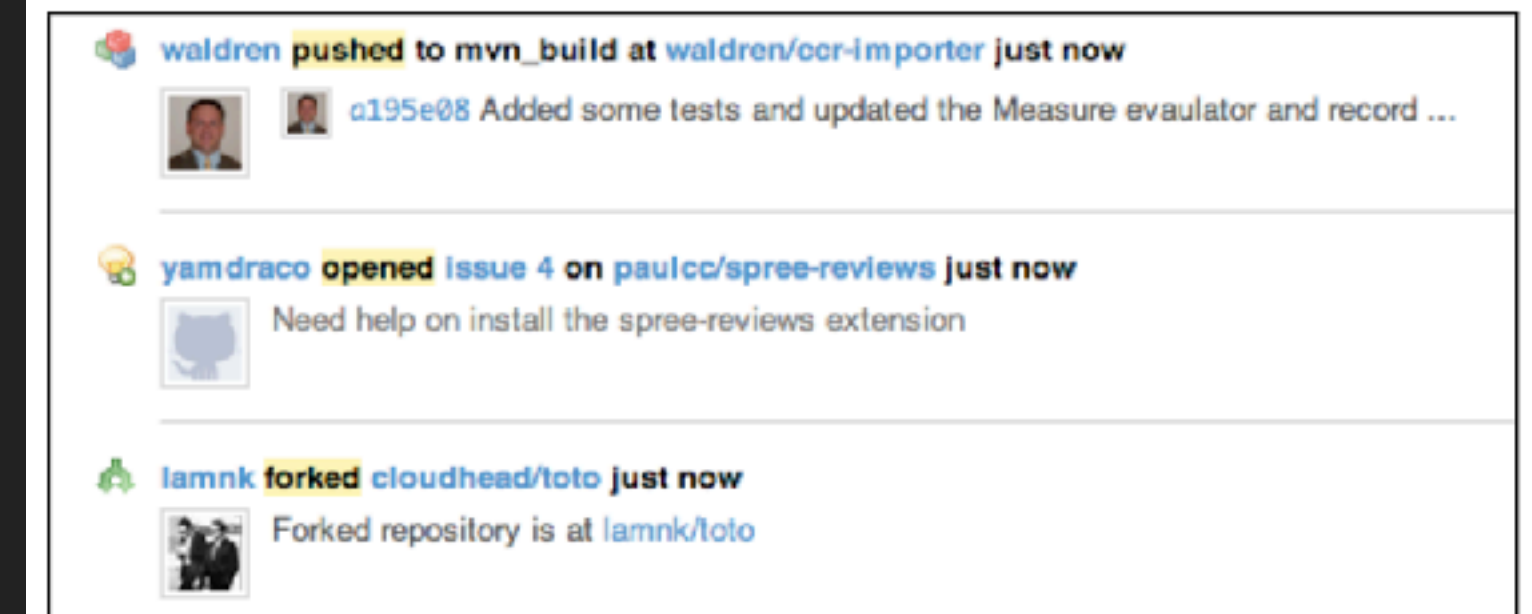 waldren pushed to mvn_build at waldren/ccr-importer just now
a195e08 Added some tests and updated the Measure evaulator and record ...
yamdraco opened issue 4 on paulcc/spree-reviews just now
Need help on install the spree-reviews extension
lamnk forked cloudhead/toto just now
Forked repository is at lamnk/toto